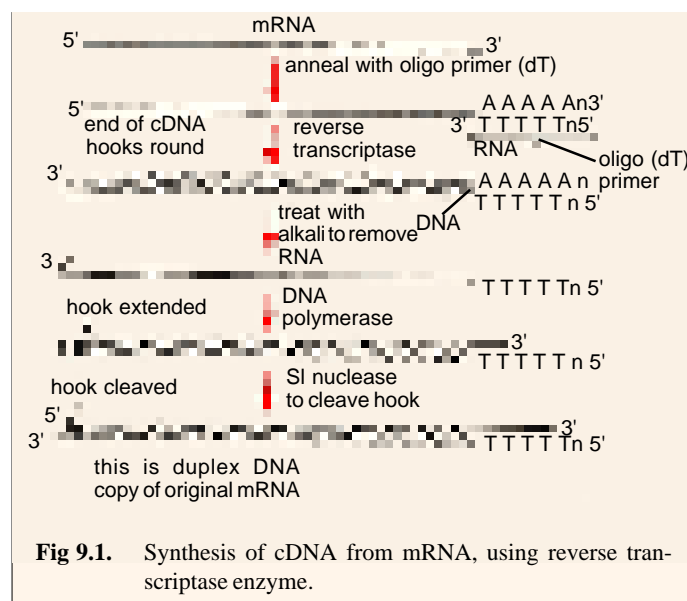 mRNA
5' 3'
anneal with oligo primer (dT)
5' A A A A An3'
end of cDNA reverse 3' T T T T Tn5'
hooks round transcriptase RNA oligo (dT)
3' A A A A A n primer
treat with DNA T T T T T n 5'
alkali to remove
RNA
3 T T T T Tn 5'
hook extended DNA
polymerase
3'
T T T T T n 5'
hook cleaved SI nuclease
to cleave hook
5' 3'
3' T T T T Tn 5'
this is duplex DNA
copy of original mRNA
Fig 9.1. Synthesis of cDNA from mRNA, using reverse tran-
scriptase enzyme.